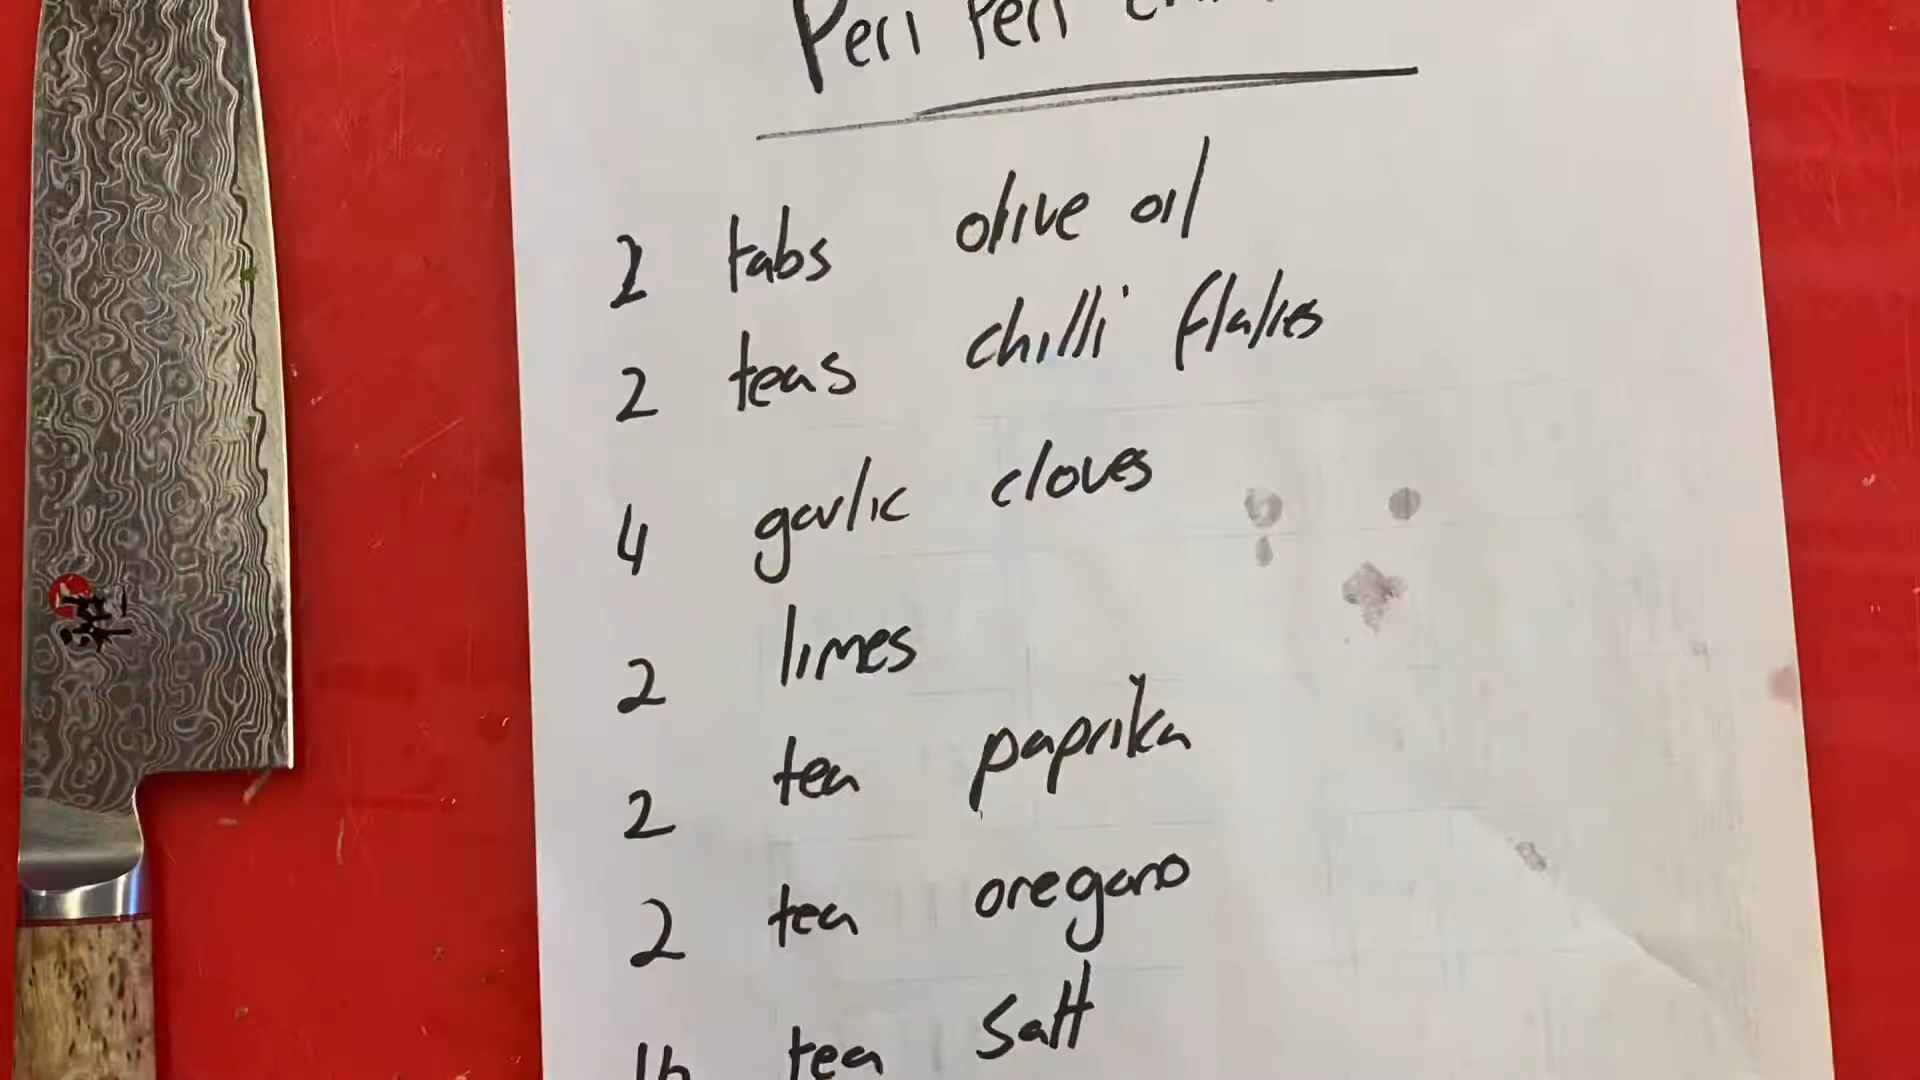 Peri Peri
2 tabs olive oil
2 teas chilli flakes
4 garlic cloves
2 limes
2 tea paprika
2 tea oregano
tea Salt